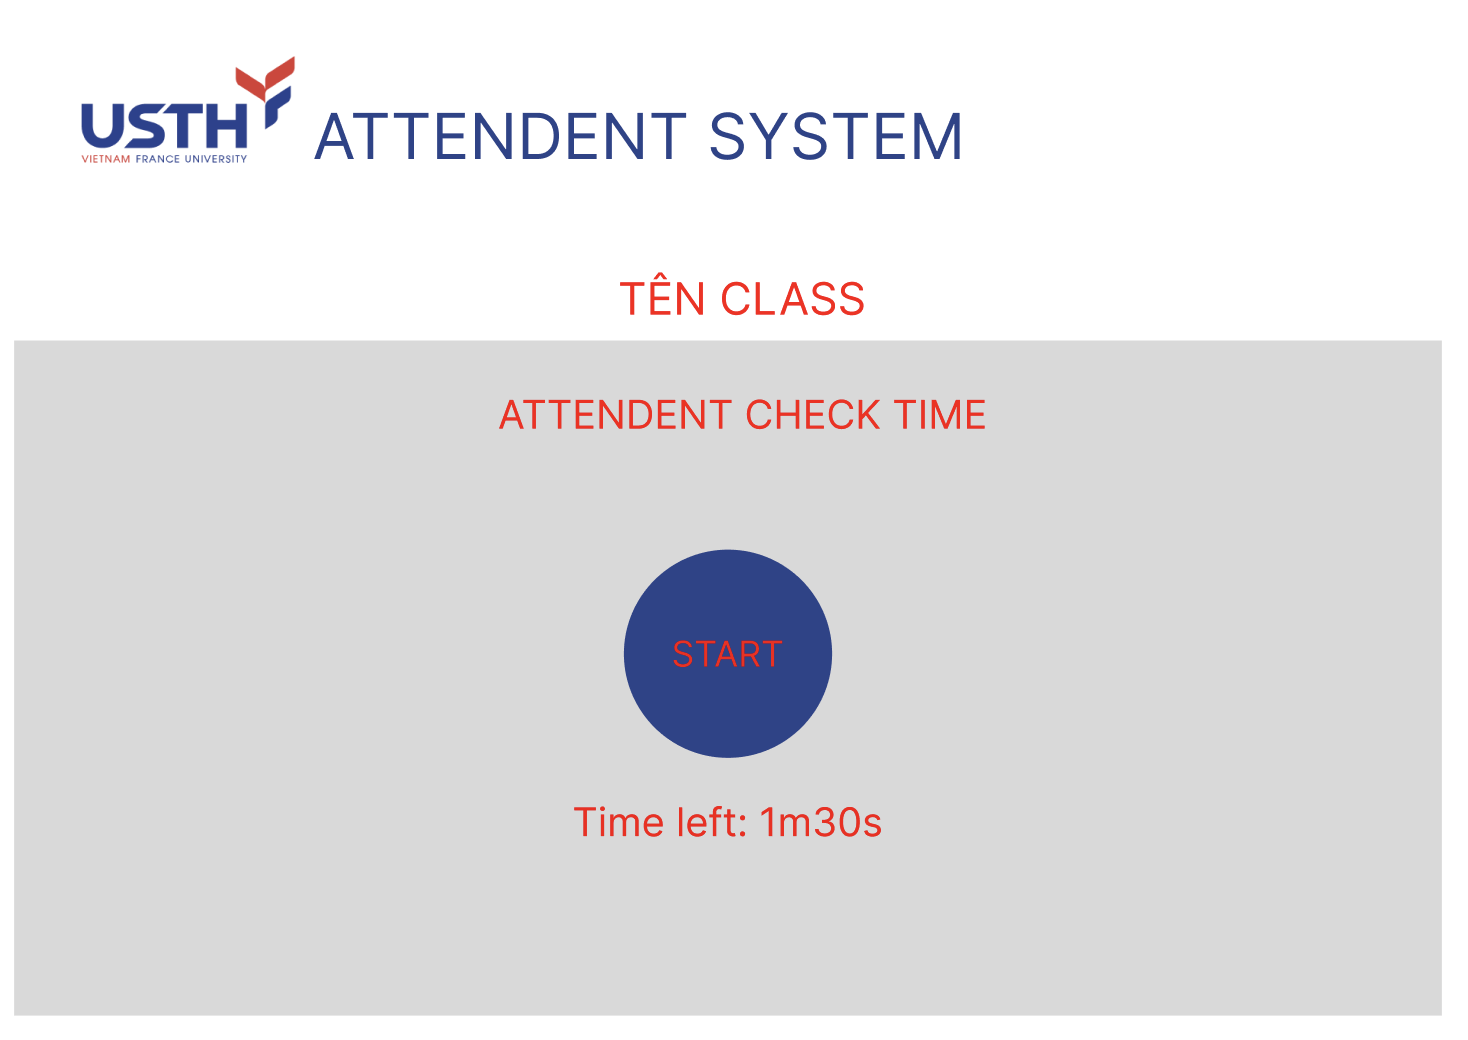 USTH
VIETNAM FRANCE UNIVERSITY
ATTENDENT SYSTEM
TÊN CLASS
ATTENDENT CHECK TIME
START
Time left: 1m30s